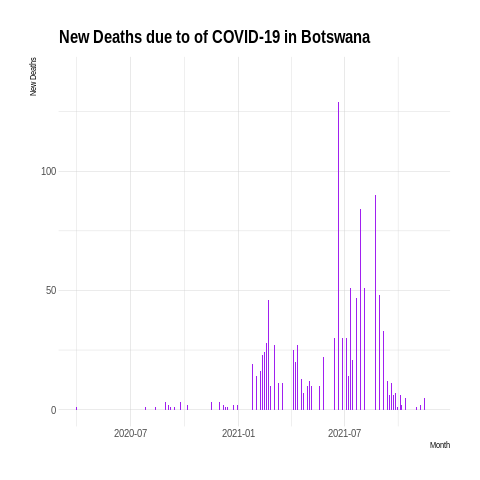 New Deaths due to of COVID-19 in Botswana
New Deaths
100
50
0
2020-07
2021-01
2021-07
Month